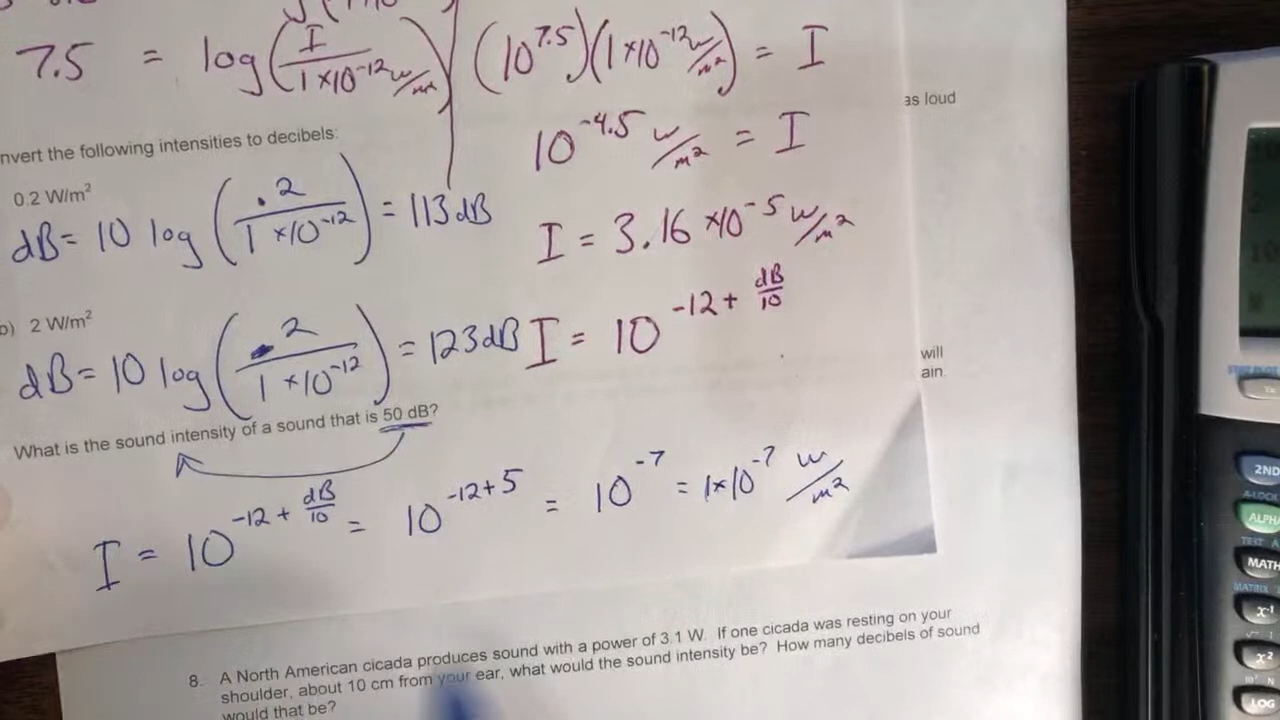 7.5 = log(I / 1×10^-12 w/m²) (10^7.5)(1×10^-12 w/m²) = I
as loud
10^-4.5 w/m² = I
nvert the following intensities to decibels:
0.2 W/m²
dB = 10 log(.2 / 1×10^-12) = 113 dB
I = 3.16 ×10^-5 w/m²
b) 2 W/m²
dB = 10 log(2 / 1×10^-12) = 123 dB
I = 10^(-12 + dB/10)
will
ain.
What is the sound intensity of a sound that is 50 dB?
I = 10^(-12 + dB/10) = 10^(-12+5) = 10^-7 = 1×10^-7 w/m²
8. A North American cicada produces sound with a power of 3.1 W. If one cicada was resting on your
shoulder, about 10 cm from your ear, what would the sound intensity be? How many decibels of sound
would that be?
2ND
ALPH
MATH
x⁻¹
x²
LOG